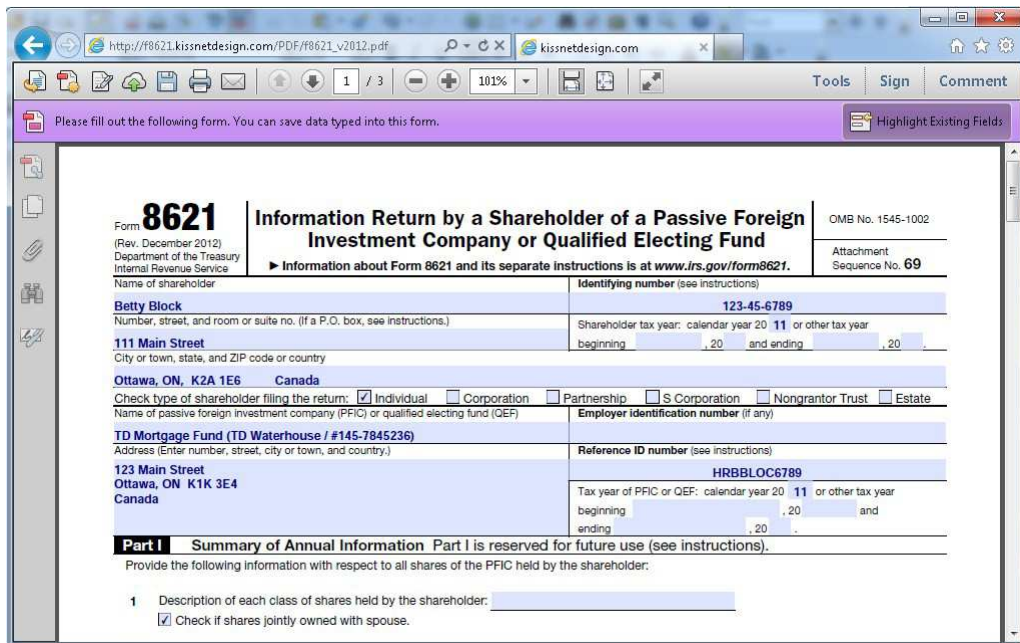 http://f8621.kissnetdesign.com/PDF/f8621_v2012.pdf
kissnetdesign.com
1 / 3
101%
Tools Sign Comment
Please fill out the following form. You can save data typed into this form.
Highlight Existing Fields
Form 8621
(Rev. December 2012)
Department of the Treasury
Internal Revenue Service
Information Return by a Shareholder of a Passive Foreign
Investment Company or Qualified Electing Fund
► Information about Form 8621 and its separate instructions is at www.irs.gov/form8621.
OMB No. 1545-1002
Attachment
Sequence No. 69
Name of shareholder
Betty Block
Identifying number (see instructions)
123-45-6789
Number, street, and room or suite no. (If a P.O. box, see instructions.)
111 Main Street
Shareholder tax year: calendar year 20 11 or other tax year
beginning , 20 and ending , 20 .
City or town, state, and ZIP code or country
Ottawa, ON, K2A 1E6 Canada
Check type of shareholder filing the return: Individual Corporation Partnership S Corporation Nongrantor Trust Estate
Name of passive foreign investment company (PFIC) or qualified electing fund (QEF)
TD Mortgage Fund (TD Waterhouse / #145-7845236)
Employer identification number (if any)
Address (Enter number, street, city or town, and country.)
123 Main Street
Ottawa, ON K1K 3E4
Canada
Reference ID number (see instructions)
HRBBLOC6789
Tax year of PFIC or QEF: calendar year 20 11 or other tax year
beginning , 20 and
ending , 20 .
Part I Summary of Annual Information Part I is reserved for future use (see instructions).
Provide the following information with respect to all shares of the PFIC held by the shareholder:
1 Description of each class of shares held by the shareholder:
Check if shares jointly owned with spouse.